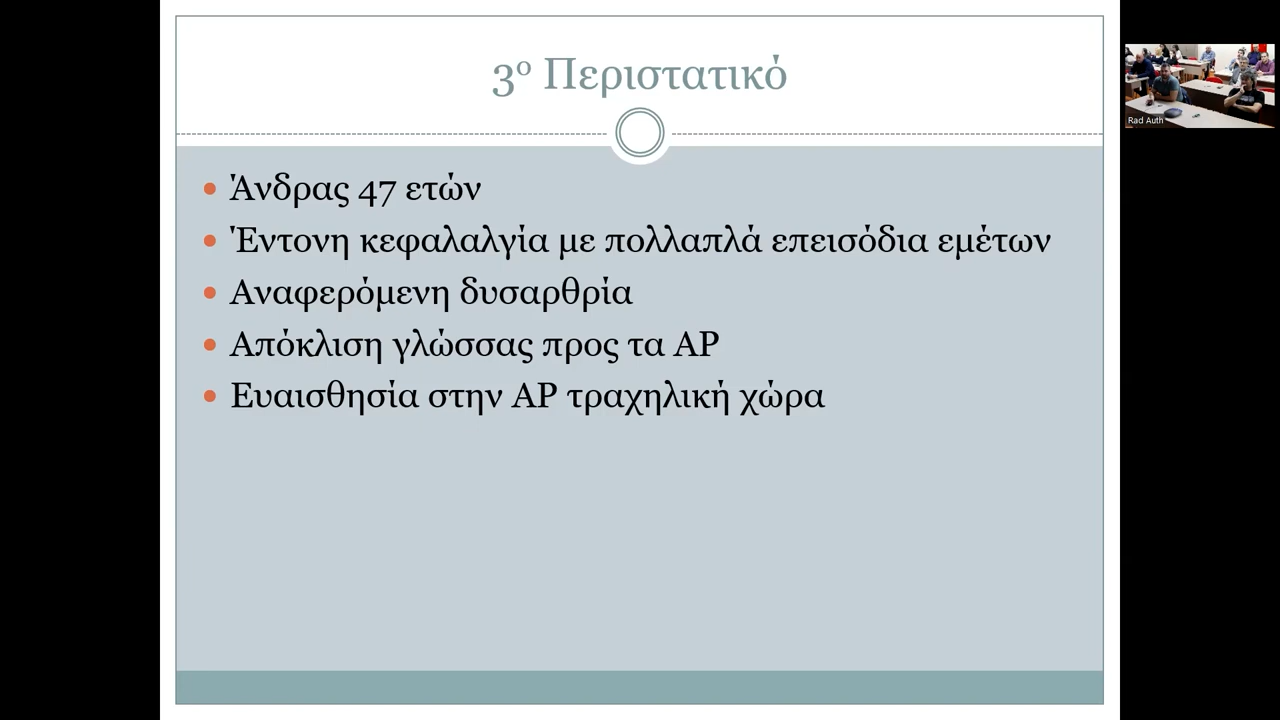 3ο Περιστατικό
Άνδρας 47 ετών
Έντονη κεφαλαλγία με πολλαπλά επεισόδια εμέτων
Αναφερόμενη δυσαρθρία
Απόκλιση γλώσσας προς τα ΑΡ
Ευαισθησία στην ΑΡ τραχηλική χώρα
Rad Auth